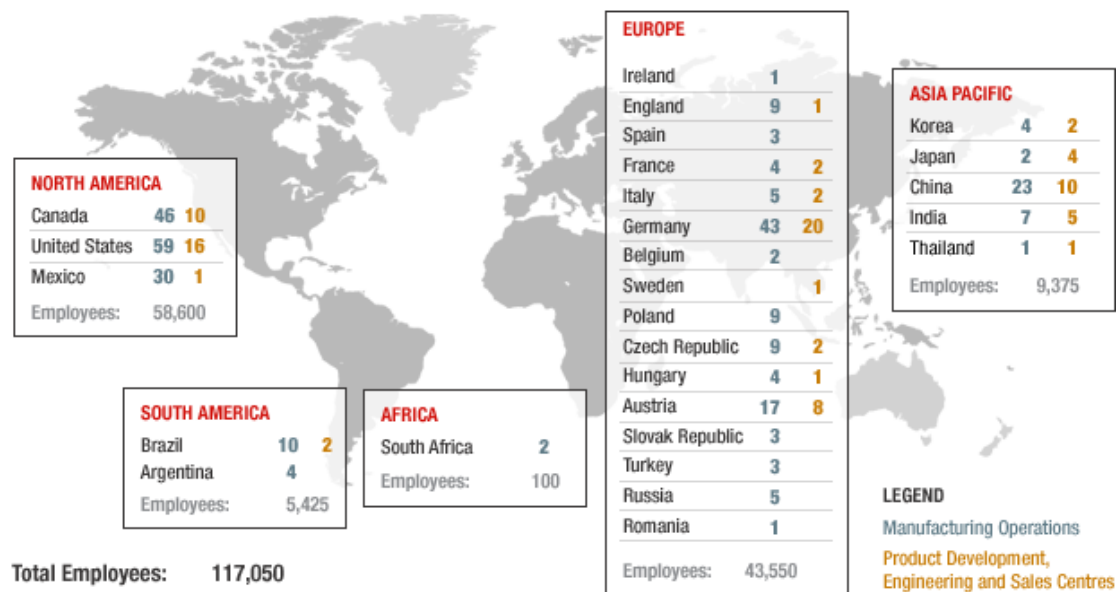 EUROPE
Ireland 1
England 9 1
Spain 3
France 4 2
Italy 5 2
Germany 43 20
Belgium 2
Sweden 1
Poland 9
Czech Republic 9 2
Hungary 4 1
Austria 17 8
Slovak Republic 3
Turkey 3
Russia 5
Romania 1
Employees: 43,550
ASIA PACIFIC
Korea 4 2
Japan 2 4
China 23 10
India 7 5
Thailand 1 1
Employees: 9,375
NORTH AMERICA
Canada 46 10
United States 59 16
Mexico 30 1
Employees: 58,600
SOUTH AMERICA
Brazil 10 2
Argentina 4
Employees: 5,425
AFRICA
South Africa 2
Employees: 100
LEGEND
Manufacturing Operations
Product Development,
Engineering and Sales Centres
Total Employees: 117,050